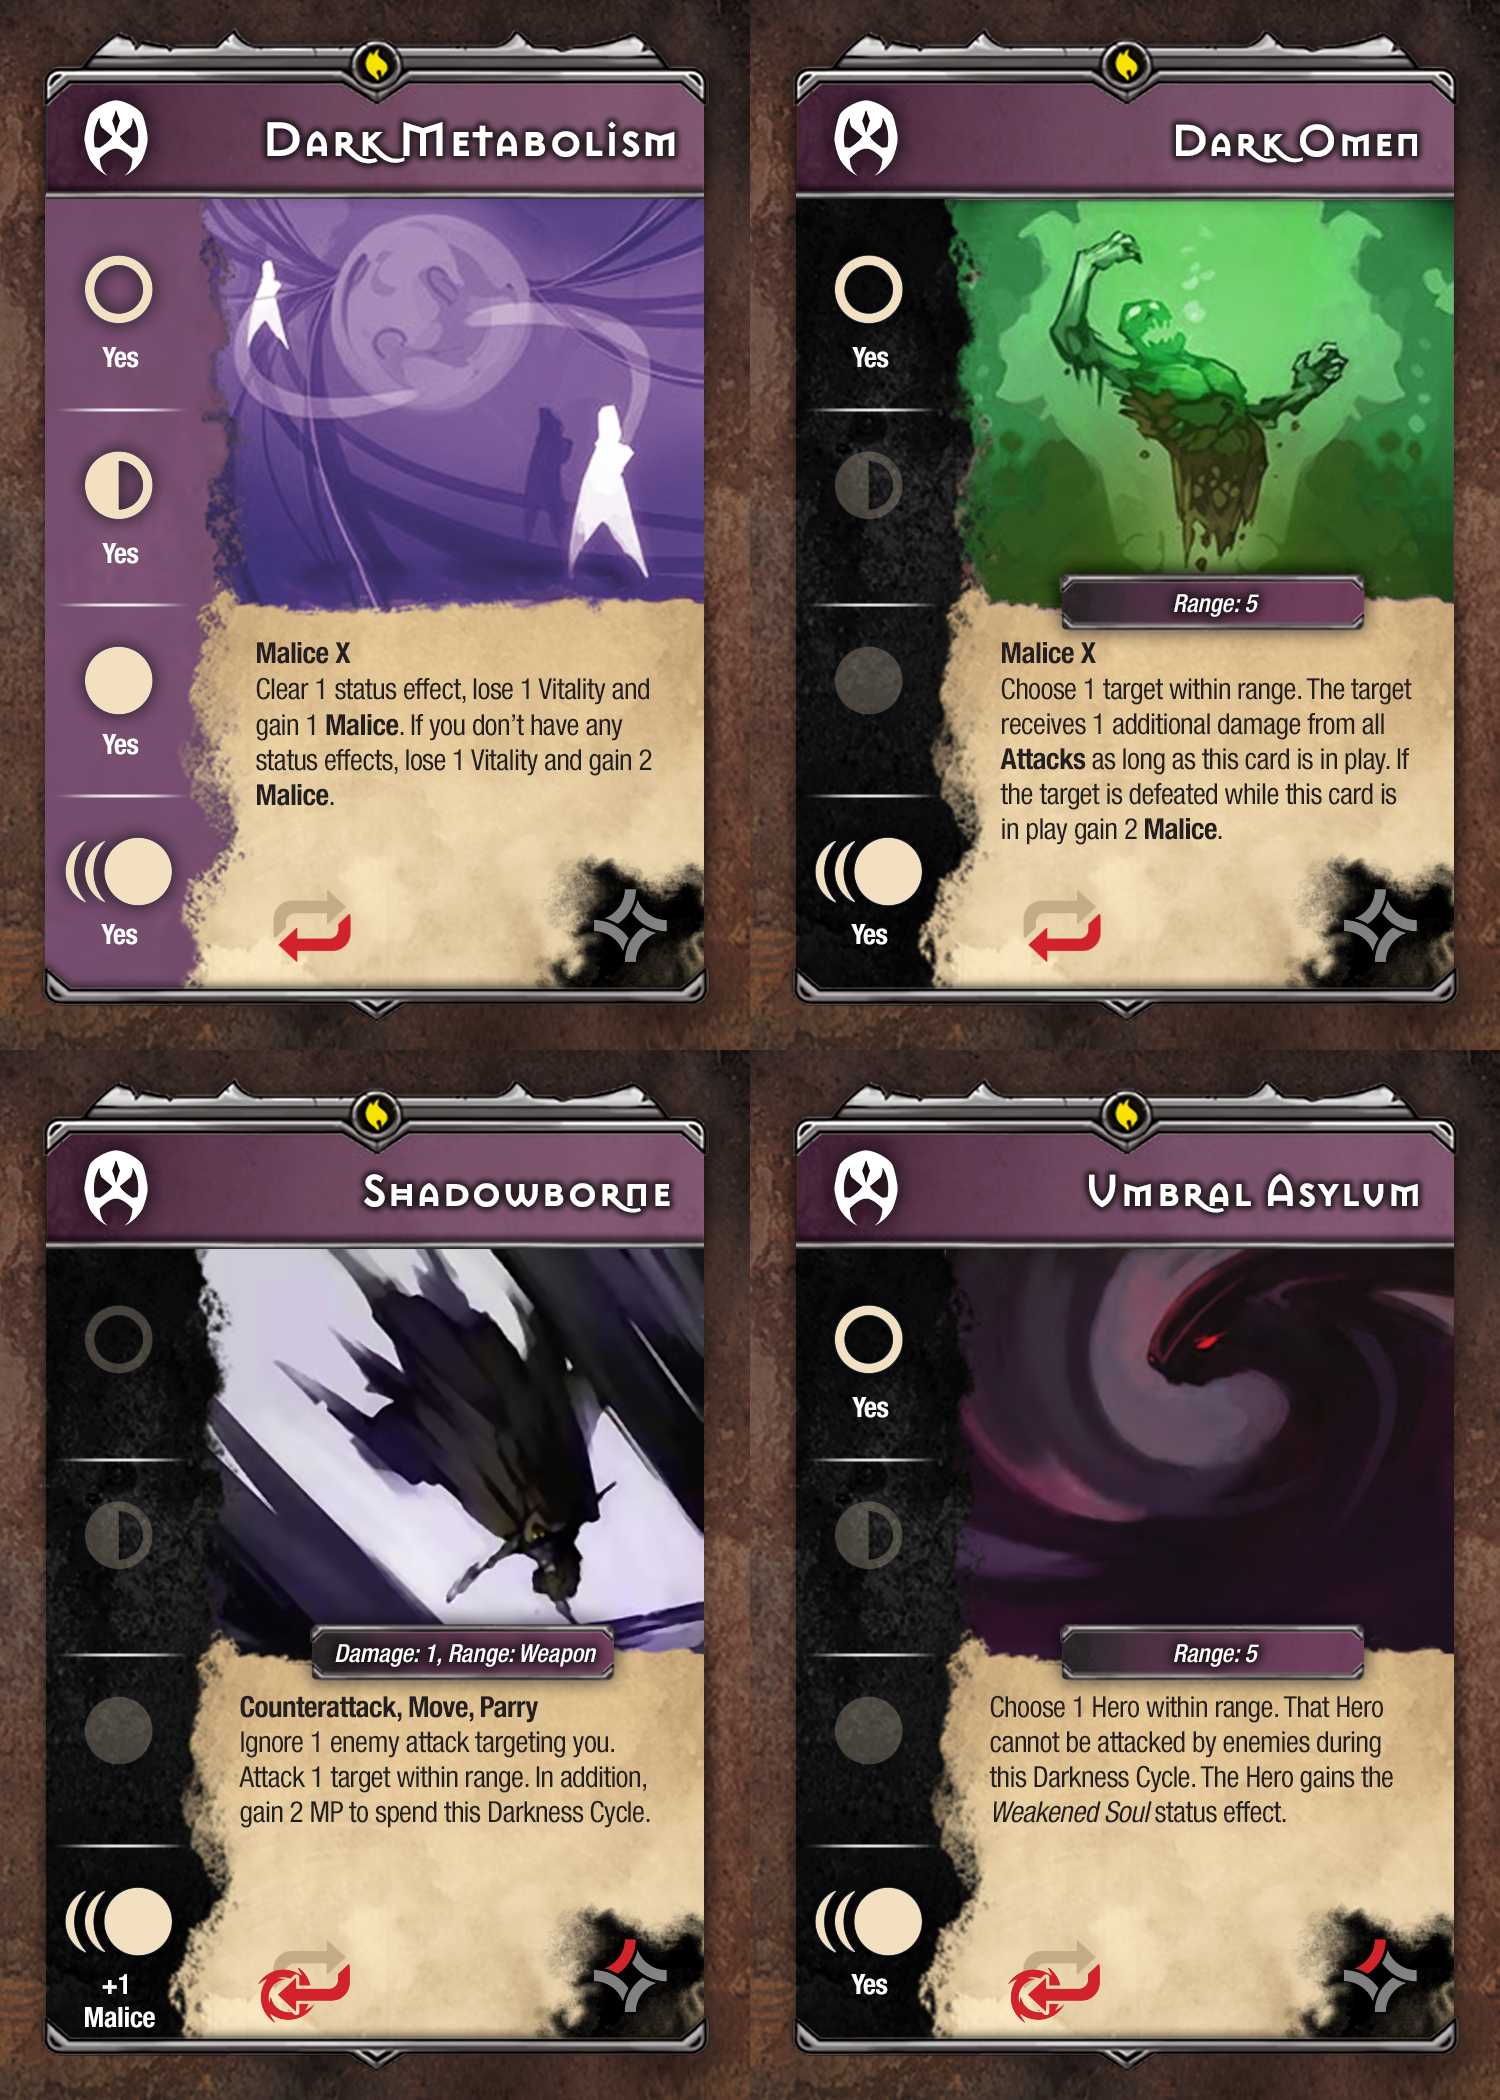 Dark Metabolism
Yes
Yes
Yes
Yes
Malice X
Clear 1 status effect, lose 1 Vitality and
gain 1 Malice. If you don't have any
status effects, lose 1 Vitality and gain 2
Malice.
Dark Omen
Yes
Yes
Range: 5
Malice X
Choose 1 target within range. The target
receives 1 additional damage from all
Attacks as long as this card is in play. If
the target is defeated while this card is
in play gain 2 Malice.
Shadowborne
+1
Malice
Damage: 1, Range: Weapon
Counterattack, Move, Parry
Ignore 1 enemy attack targeting you.
Attack 1 target within range. In addition,
gain 2 MP to spend this Darkness Cycle.
Umbral Asylum
Yes
Yes
Range: 5
Choose 1 Hero within range. That Hero
cannot be attacked by enemies during
this Darkness Cycle. The Hero gains the
Weakened Soul status effect.